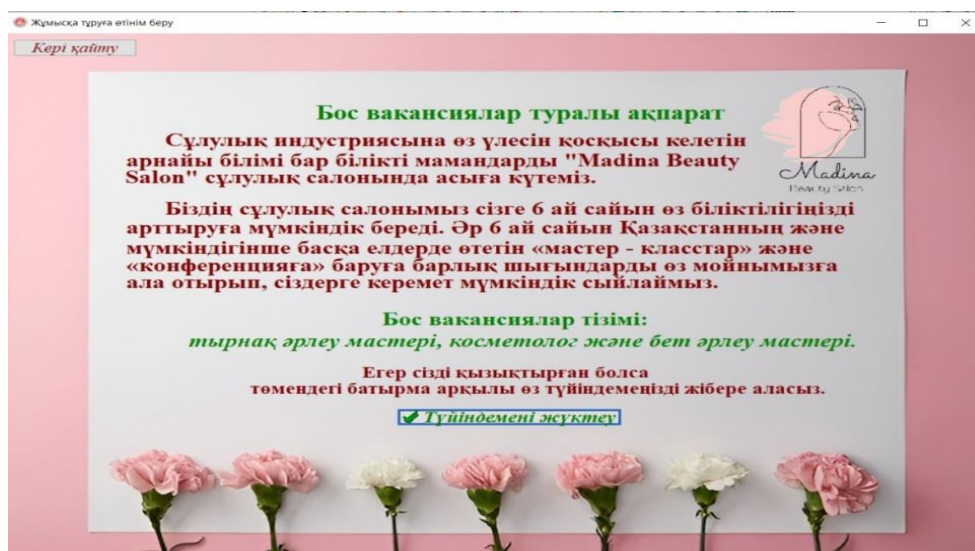 Жұмысқа тұруға өтінім беру
Кері қайту
Бос вакансиялар туралы ақпарат
Сұлулық индустриясына өз үлесін қосқысы келетін
арнайы білімі бар білікті мамандарды "Madina Beauty
Salon" сұлулық салонында асыға күтеміз.
Madina
Beauty Salon
Біздің сұлулық салонымыз сізге 6 ай сайын өз біліктілігіңізді
арттыруға мүмкіндік береді. Әр 6 ай сайын Қазақстанның және
мүмкіндігінше басқа елдерде өтетін «мастер - класстар» және
«конференцияға» баруға барлық шығындарды өз мойнымызға
ала отырып, сіздерге керемет мүмкіндік сыйлаймыз.
Бос вакансиялар тізімі:
тырнақ әрлеу мастері, косметолог және бет әрлеу мастері.
Егер сізді қызықтырған болса
төмендегі батырма арқылы өз түйіндемеңізді жібере аласыз.
Түйіндемені жүктеу